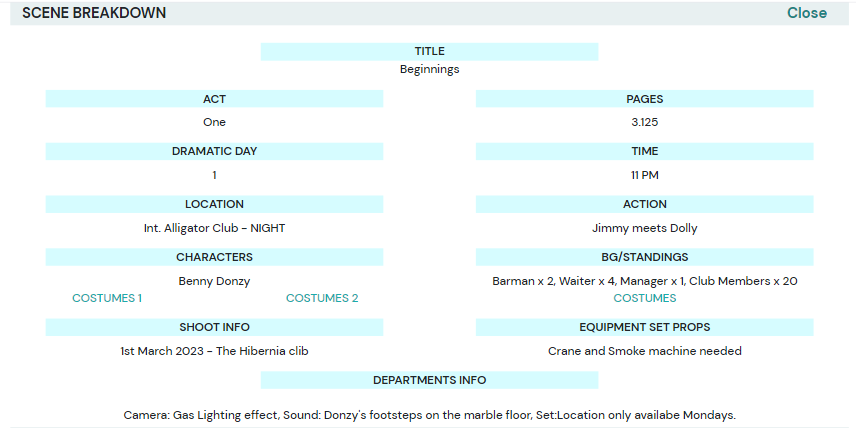 SCENE BREAKDOWN Close
TITLE
Beginnings
ACT PAGES
One 3.125
DRAMATIC DAY TIME
1 11 PM
LOCATION ACTION
Int. Alligator Club - NIGHT Jimmy meets Dolly
CHARACTERS BG/STANDINGS
Benny Donzy Barman x 2, Waiter x 4, Manager x 1, Club Members x 20
COSTUMES 1 COSTUMES 2 COSTUMES
SHOOT INFO EQUIPMENT SET PROPS
1st March 2023 - The Hibernia clib Crane and Smoke machine needed
DEPARTMENTS INFO
Camera: Gas Lighting effect, Sound: Donzy's footsteps on the marble floor, Set:Location only availabe Mondays.